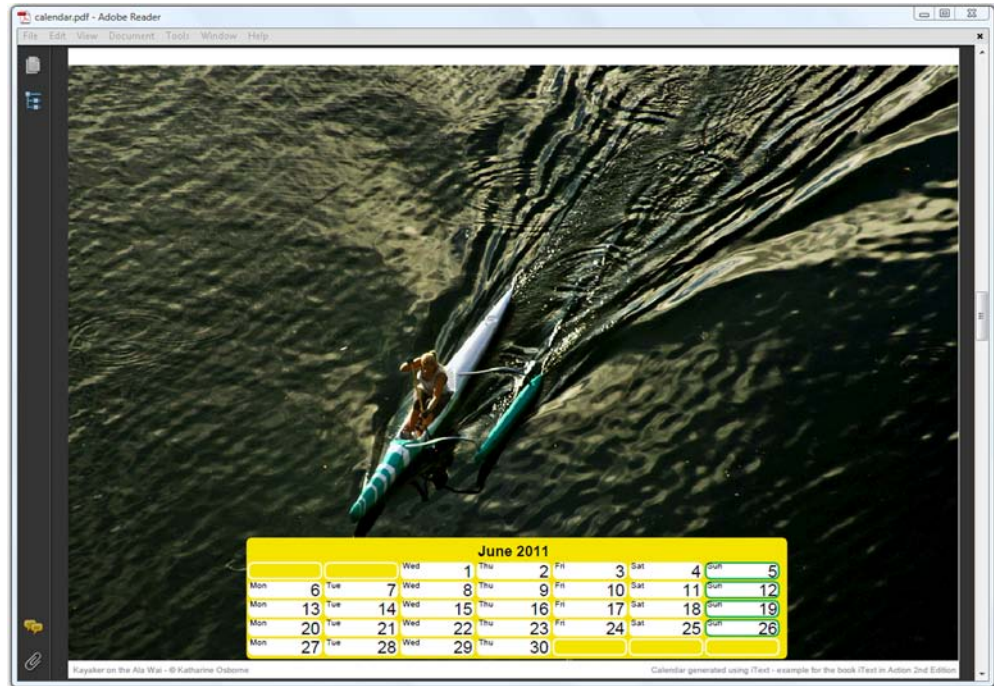 calendar.pdf - Adobe Reader
File Edit View Document Tools Window Help
June 2011
Wed 1 Thu 2 Fri 3 Sat 4 Sun 5
Mon 6 Tue 7 Wed 8 Thu 9 Fri 10 Sat 11 Sun 12
Mon 13 Tue 14 Wed 15 Thu 16 Fri 17 Sat 18 Sun 19
Mon 20 Tue 21 Wed 22 Thu 23 Fri 24 Sat 25 Sun 26
Mon 27 Tue 28 Wed 29 Thu 30
Kayaker on the Ala Wai - © Katharine Osborne Calendar generated using iText - example for the book iText in Action 2nd Edition